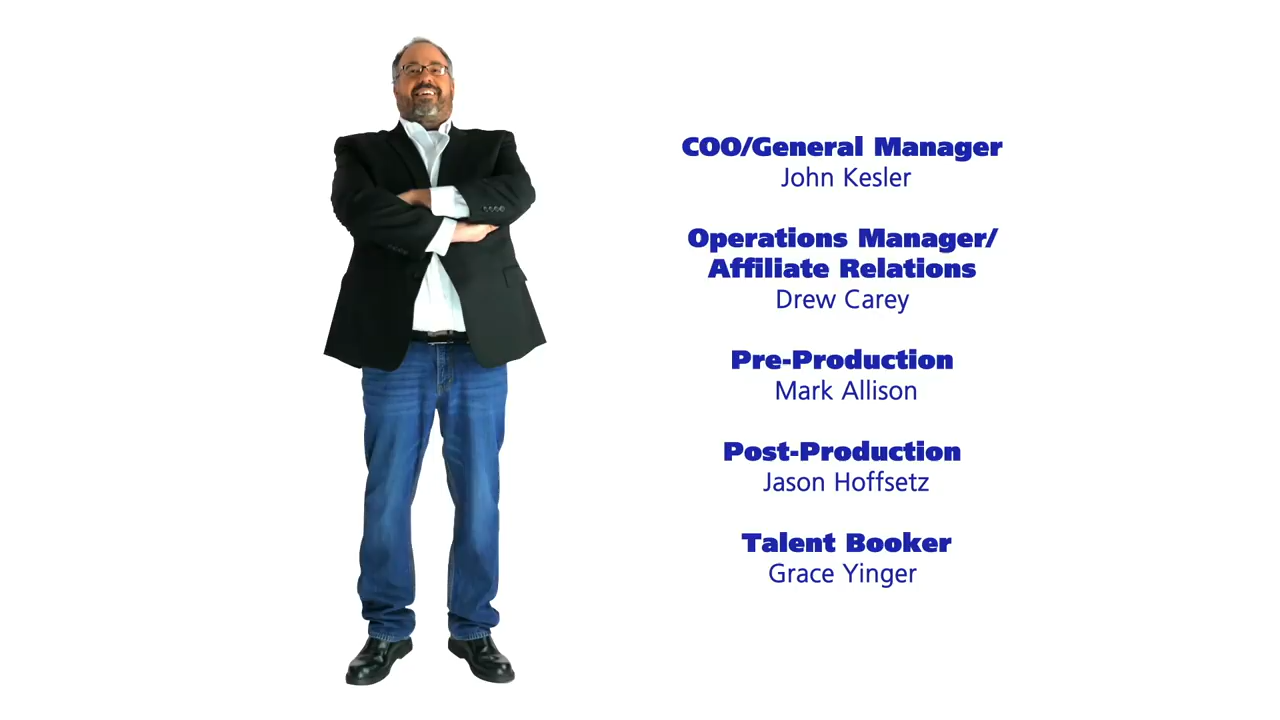 COO/General Manager
John Kesler
Operations Manager/
Affiliate Relations
Drew Carey
Pre-Production
Mark Allison
Post-Production
Jason Hoffsetz
Talent Booker
Grace Yinger